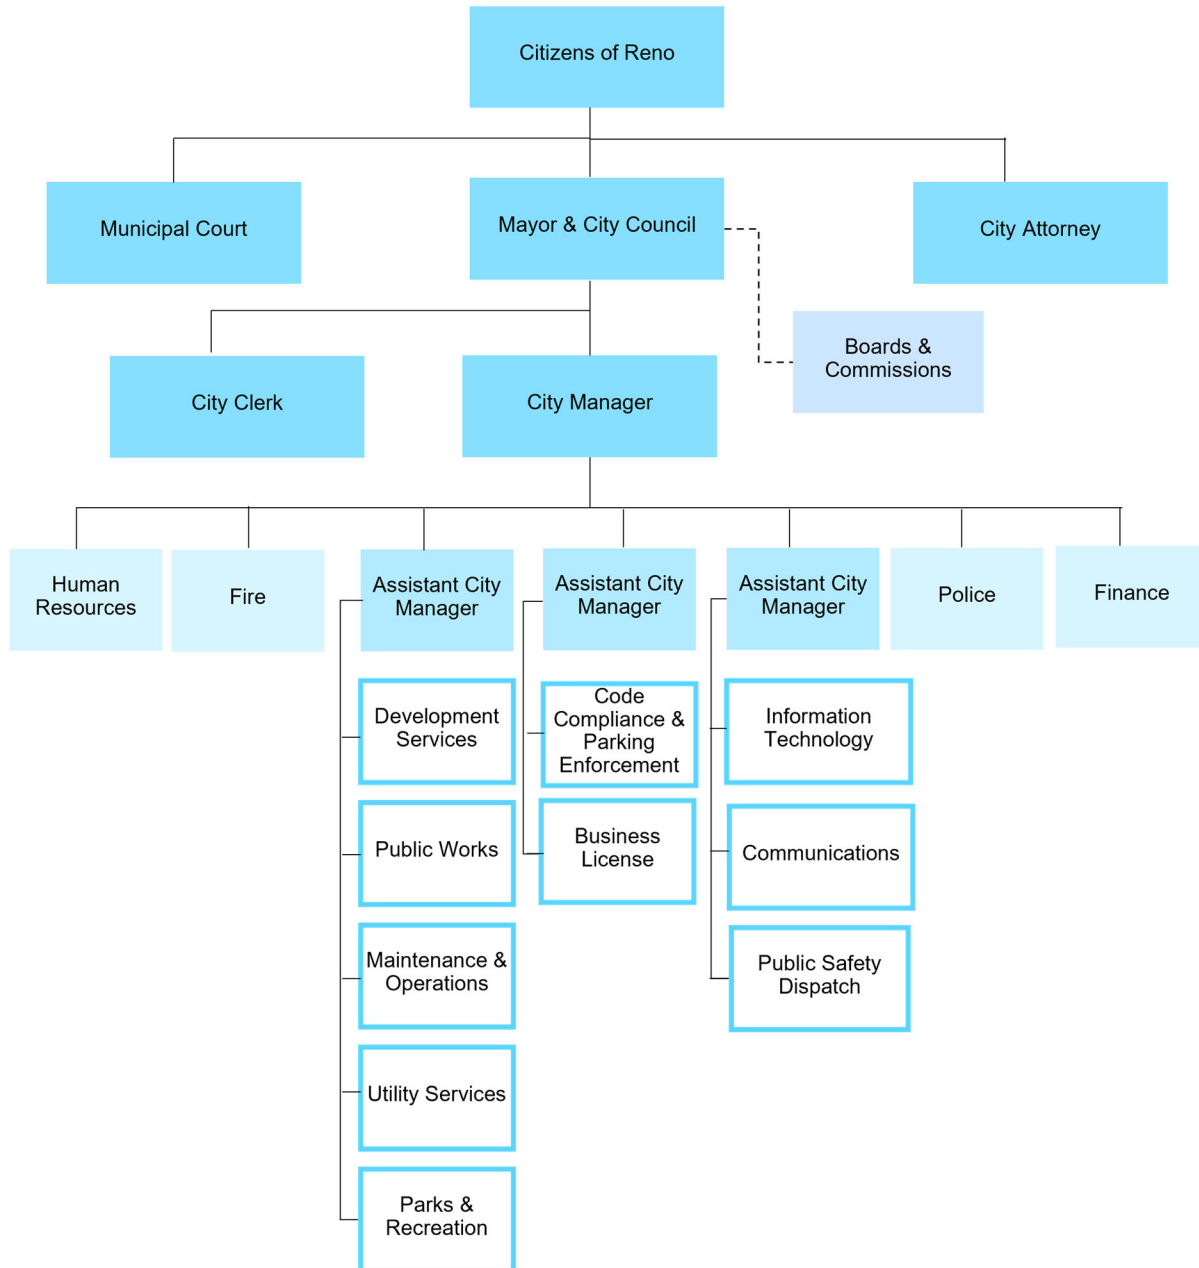 Citizens of Reno
Municipal Court
Mayor & City Council
City Attorney
Boards &
Commissions
City Clerk
City Manager
Human
Resources
Fire
Assistant City
Manager
Assistant City
Manager
Assistant City
Manager
Police
Finance
Development
Services
Public Works
Maintenance &
Operations
Utility Services
Parks &
Recreation
Code
Compliance &
Parking
Enforcement
Business
License
Information
Technology
Communications
Public Safety
Dispatch